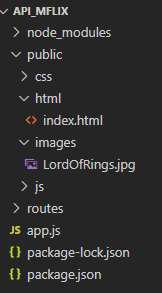 API_MFLIX
node_modules
public
css
html
index.html
images
LordOfRings.jpg
js
routes
JS app.js
package-lock.json
package.json